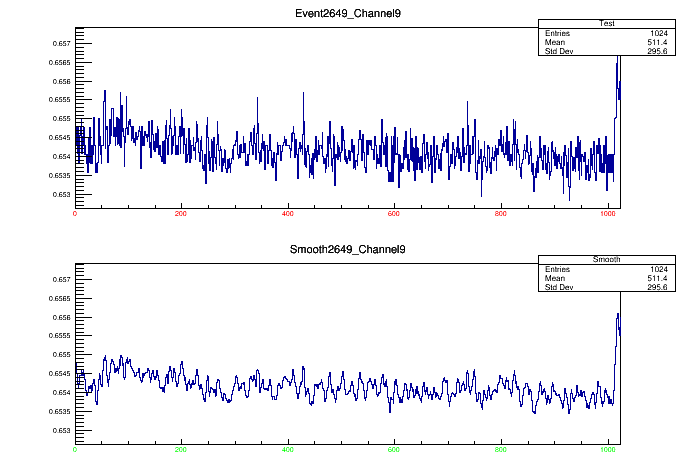 Event2649_Channel9
Test
Entries 1024
Mean 511.4
Std Dev 295.6
0.657
0.6565
0.656
0.6555
0.655
0.6545
0.654
0.6535
0.653
0 200 400 600 800 1000
Smooth2649_Channel9
Smooth
Entries 1024
Mean 511.4
Std Dev 295.6
0.657
0.6565
0.656
0.6555
0.655
0.6545
0.654
0.6535
0.653
0 200 400 600 800 1000